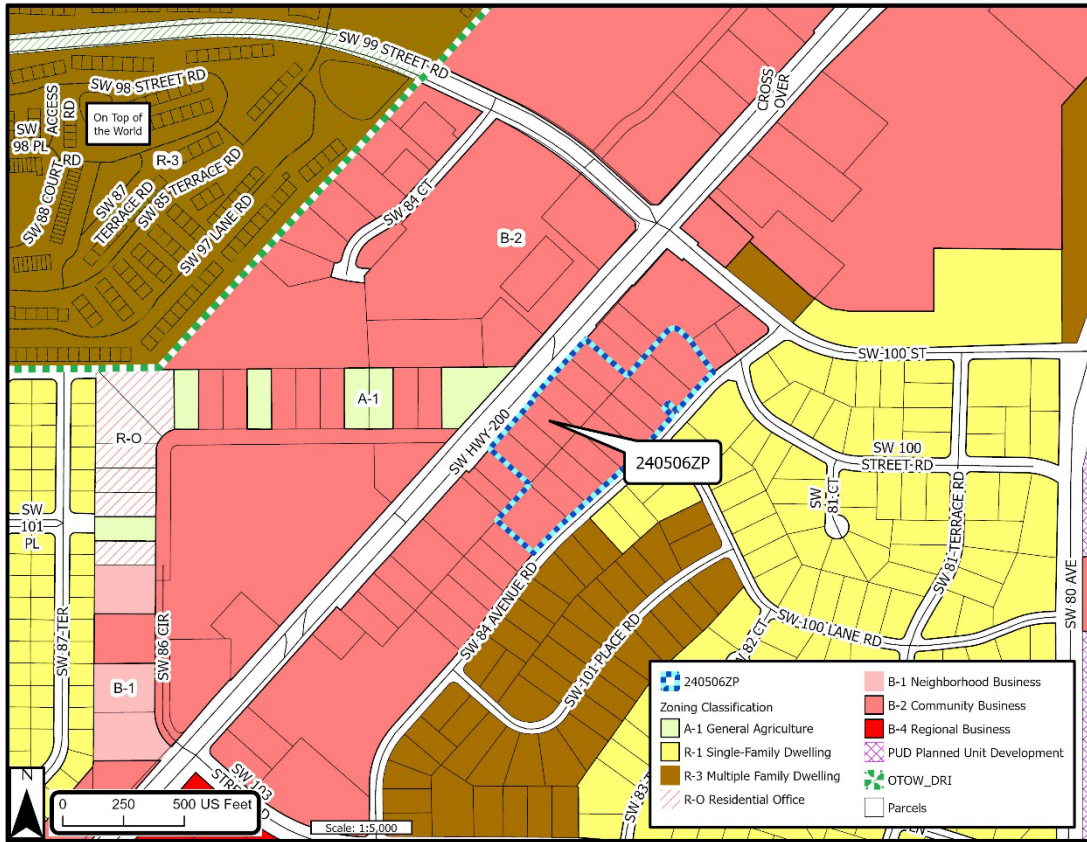 SW 99 STREET RD
SW 98 STREET RD
ACCESS
RD
On Top of
the World
SW
98 PL
SW 88 COURT RD
R-3
SW 87
TERRACE RD
SW 85 TERRACE RD
SW 97 LANE RD
SW 84 CT
B-2
CROSS
OVER
SW HWY 200
A-1
R-O
SW 100 ST
240506ZP
SW 100
STREET RD
SW
81 CT
SW 81 TERRACE RD
SW 80 AVE
SW
101
PL
SW 87 TER
SW 86 CIR
B-1
SW 84 AVENUE RD
SW 101 PLACE RD
SW 100 LANE RD
82 CT
SW 103
STREET
SW 83
N
0 250 500 US Feet
Scale: 1:5,000
240506ZP
Zoning Classification
A-1 General Agriculture
R-1 Single-Family Dwelling
R-3 Multiple Family Dwelling
R-O Residential Office
B-1 Neighborhood Business
B-2 Community Business
B-4 Regional Business
PUD Planned Unit Development
OTOW_DRI
Parcels